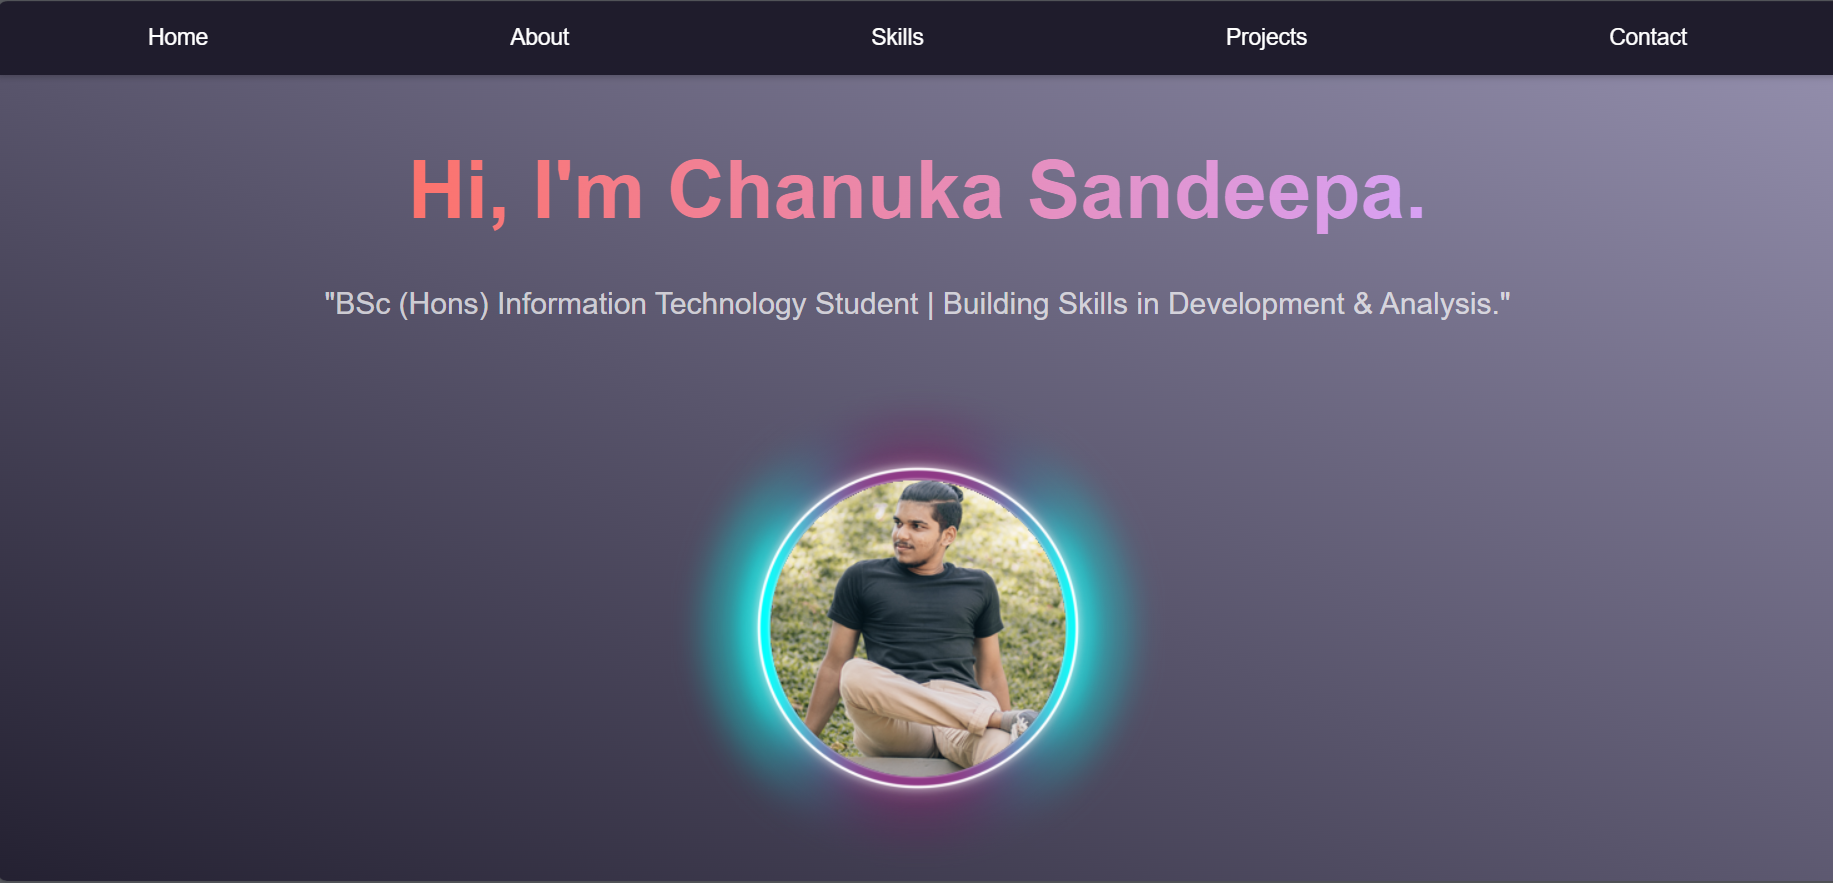 Home About Skills Projects Contact
Hi, I'm Chanuka Sandeepa.
"BSc (Hons) Information Technology Student | Building Skills in Development & Analysis."